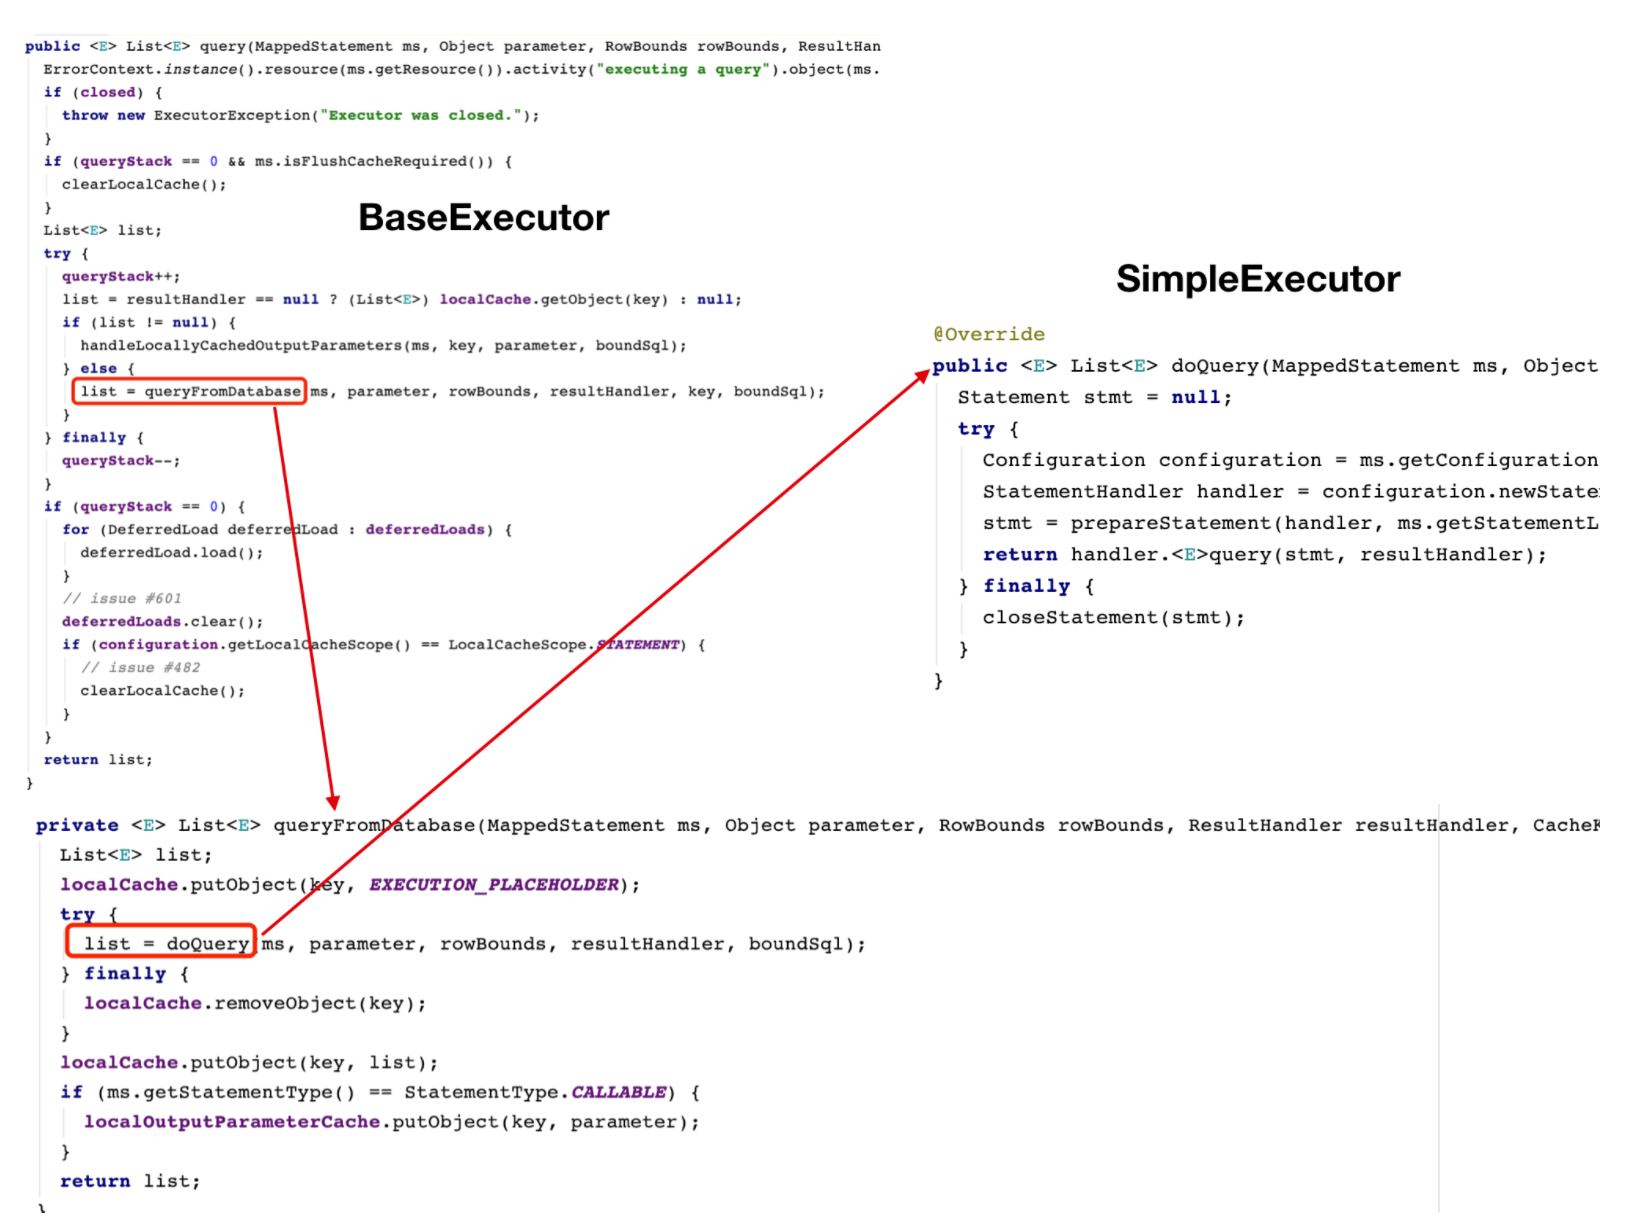 public <E> List<E> query(MappedStatement ms, Object parameter, RowBounds rowBounds, ResultHan
ErrorContext.instance().resource(ms.getResource()).activity("executing a query").object(ms.
if (closed) {
throw new ExecutorException("Executor was closed.");
}
if (queryStack == 0 && ms.isFlushCacheRequired()) {
clearLocalCache();
}
List<E> list;
try {
queryStack++;
list = resultHandler == null ? (List<E>) localCache.getObject(key) : null;
if (list != null) {
handleLocallyCachedOutputParameters(ms, key, parameter, boundSql);
} else {
list = queryFromDatabase(ms, parameter, rowBounds, resultHandler, key, boundSql);
}
} finally {
queryStack--;
}
if (queryStack == 0) {
for (DeferredLoad deferredLoad : deferredLoads) {
deferredLoad.load();
}
// issue #601
deferredLoads.clear();
if (configuration.getLocalCacheScope() == LocalCacheScope.STATEMENT) {
// issue #482
clearLocalCache();
}
}
return list;
}
BaseExecutor
SimpleExecutor
@Override
public <E> List<E> doQuery(MappedStatement ms, Object
Statement stmt = null;
try {
Configuration configuration = ms.getConfiguration
StatementHandler handler = configuration.newState
stmt = prepareStatement(handler, ms.getStatementL
return handler.<E>query(stmt, resultHandler);
} finally {
closeStatement(stmt);
}
}
private <E> List<E> queryFromDatabase(MappedStatement ms, Object parameter, RowBounds rowBounds, ResultHandler resultHandler, CacheK
List<E> list;
localCache.putObject(key, EXECUTION_PLACEHOLDER);
try {
list = doQuery(ms, parameter, rowBounds, resultHandler, boundSql);
} finally {
localCache.removeObject(key);
}
localCache.putObject(key, list);
if (ms.getStatementType() == StatementType.CALLABLE) {
localOutputParameterCache.putObject(key, parameter);
}
return list;
}